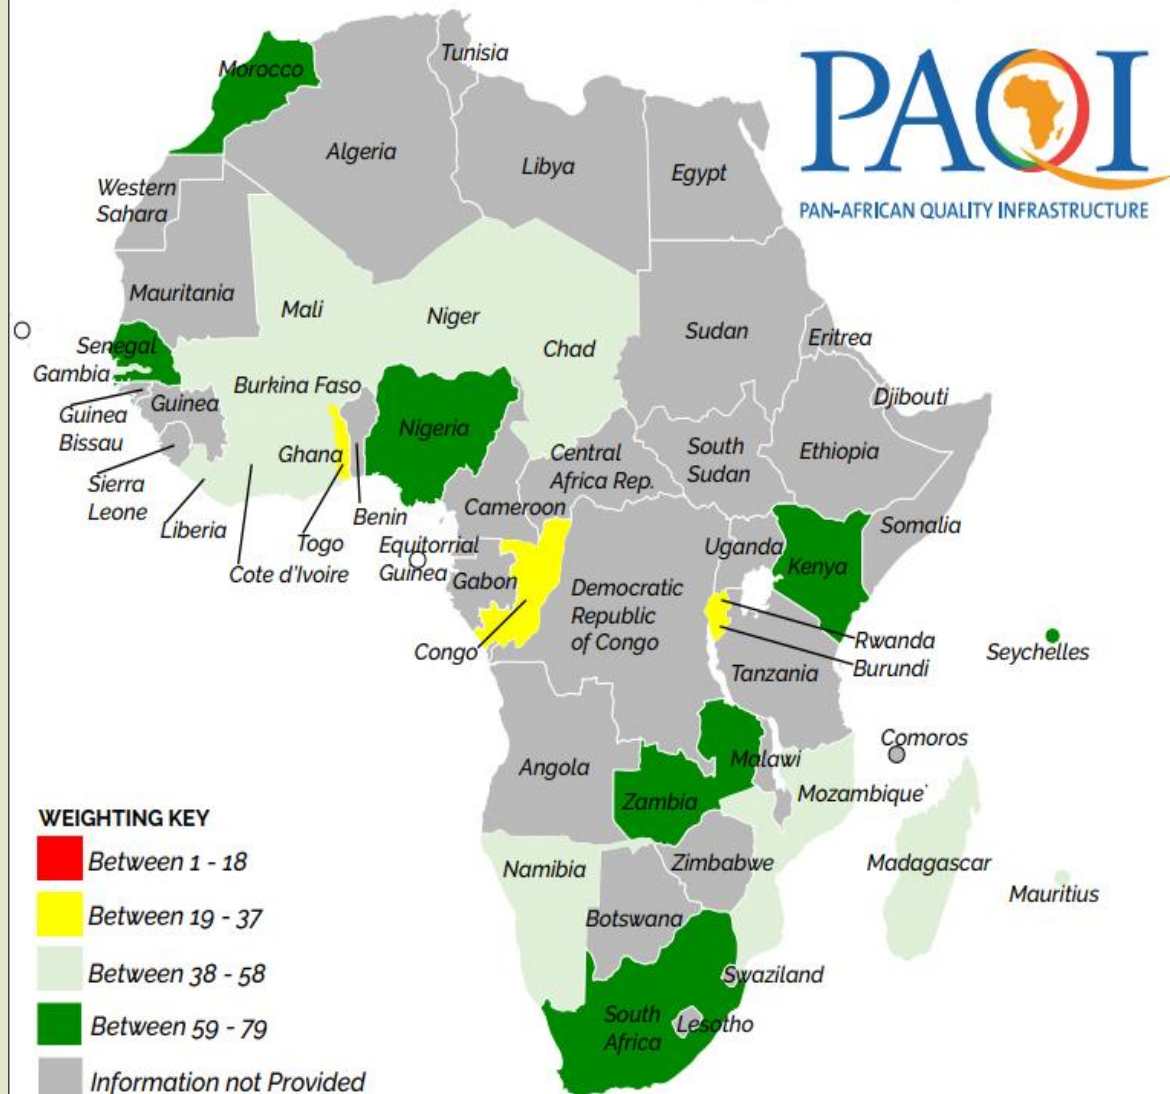 PAQI
PAN-AFRICAN QUALITY INFRASTRUCTURE
Morocco
Tunisia
Algeria
Libya
Egypt
Western
Sahara
Mauritania
Mali
Niger
Chad
Sudan
Eritrea
Senegal
Gambia
Guinea
Bissau
Guinea
Burkina Faso
Djibouti
Nigeria
Ghana
Sierra
Leone
Liberia
Cote d'Ivoire
Togo
Benin
Central
Africa Rep.
South
Sudan
Ethiopia
Somalia
Cameroon
Equitorrial
Guinea
Gabon
Congo
Democratic
Republic
of Congo
Uganda
Kenya
Rwanda
Burundi
Tanzania
Seychelles
Comoros
Angola
Zambia
Malawi
Mozambique
Zimbabwe
Madagascar
Mauritius
Namibia
Botswana
Swaziland
South
Africa
Lesotho
WEIGHTING KEY
Between 1 - 18
Between 19 - 37
Between 38 - 58
Between 59 - 79
Information not Provided